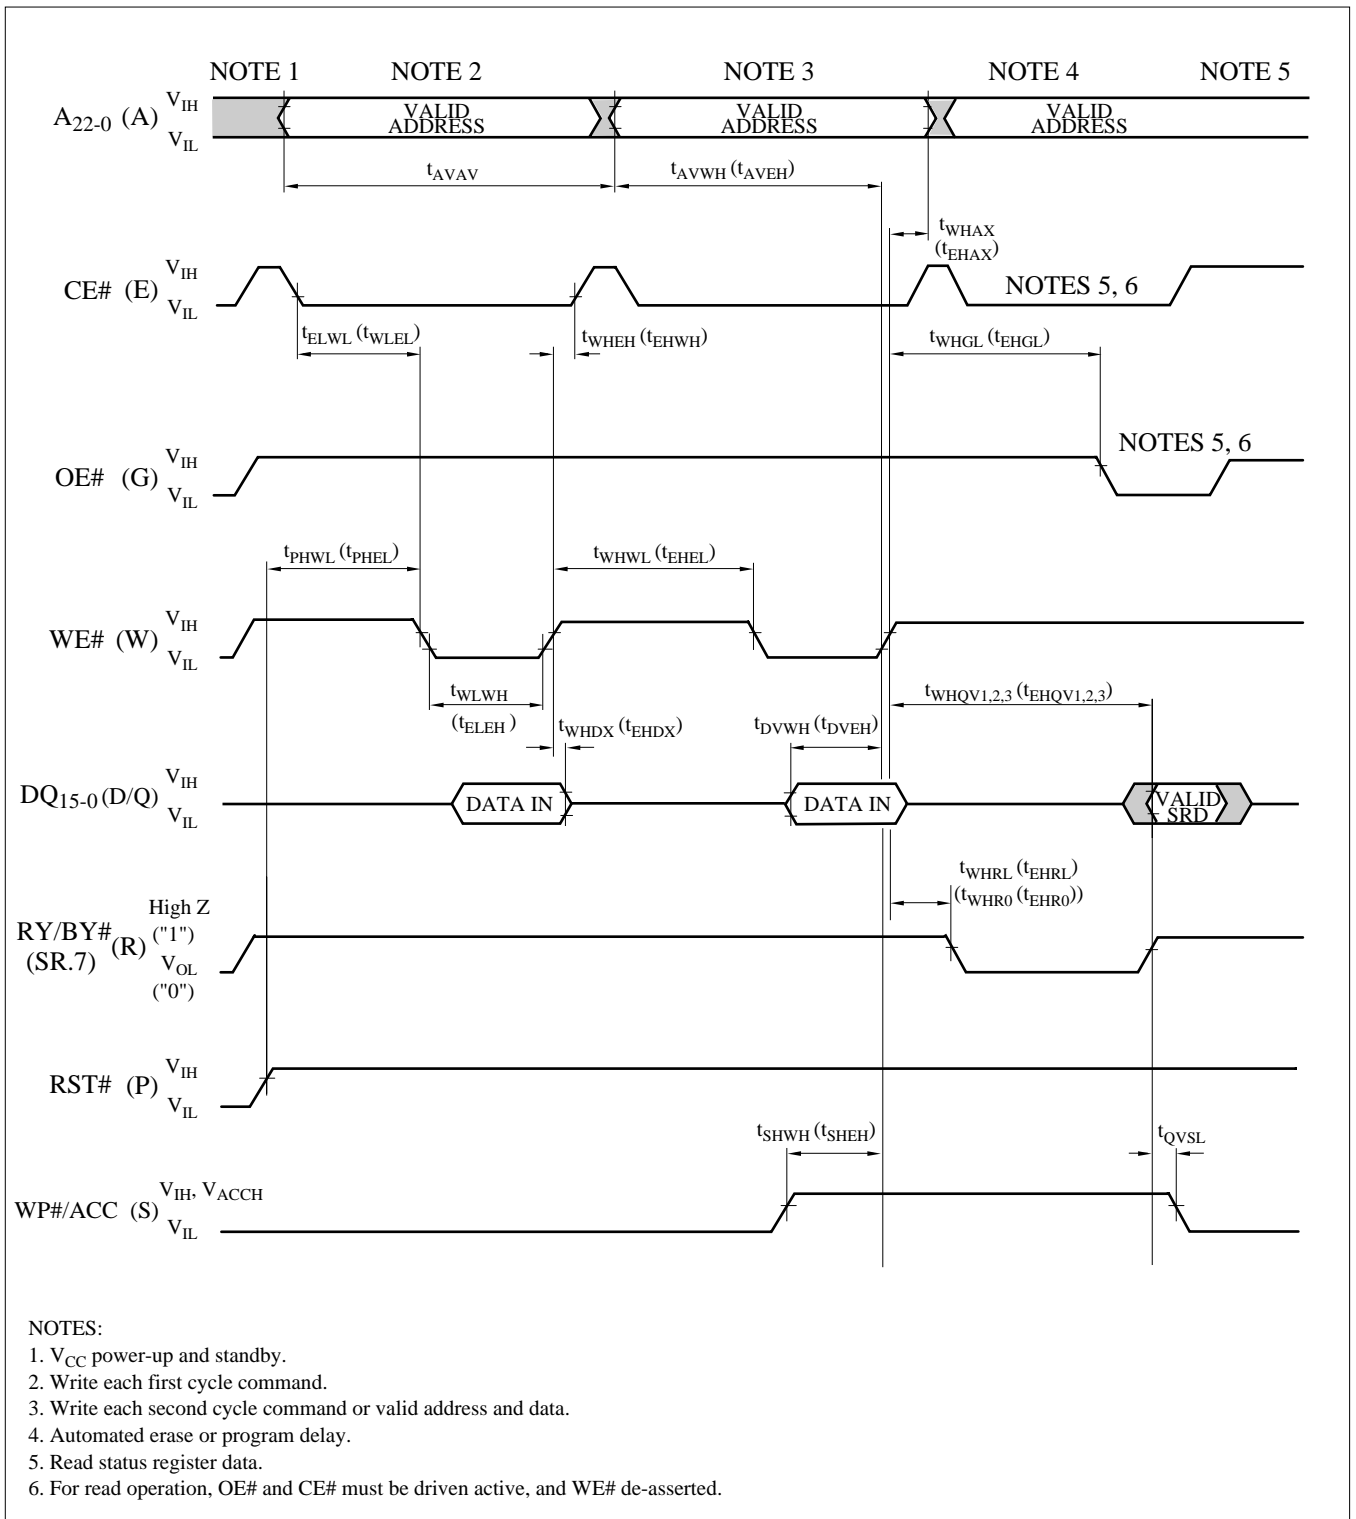 NOTE 1 NOTE 2 NOTE 3 NOTE 4 NOTE 5
A22-0 (A) VIH VIL
VALID ADDRESS
VALID ADDRESS
VALID ADDRESS
tAVAV
tAVWH (tAVEH)
tWHAX
(tEHAX)
CE# (E) VIH VIL
NOTES 5, 6
tELWL (tWLEL)
tWHEH (tEHWH)
tWHGL (tEHGL)
OE# (G) VIH VIL
NOTES 5, 6
tPHWL (tPHEL)
tWHWL (tEHEL)
WE# (W) VIH VIL
tWLWH
(tELEH )
tWHDX (tEHDX)
tDVWH (tDVEH)
tWHQV1,2,3 (tEHQV1,2,3)
DQ15-0 (D/Q) VIH VIL
DATA IN
DATA IN
VALID SRD
tWHRL (tEHRL)
(tWHR0 (tEHR0))
RY/BY# (R)
(SR.7)
High Z
("1")
VOL
("0")
RST# (P) VIH VIL
tSHWH (tSHEH)
tQVSL
WP#/ACC (S) VIH, VACCH VIL
NOTES:
1. VCC power-up and standby.
2. Write each first cycle command.
3. Write each second cycle command or valid address and data.
4. Automated erase or program delay.
5. Read status register data.
6. For read operation, OE# and CE# must be driven active, and WE# de-asserted.